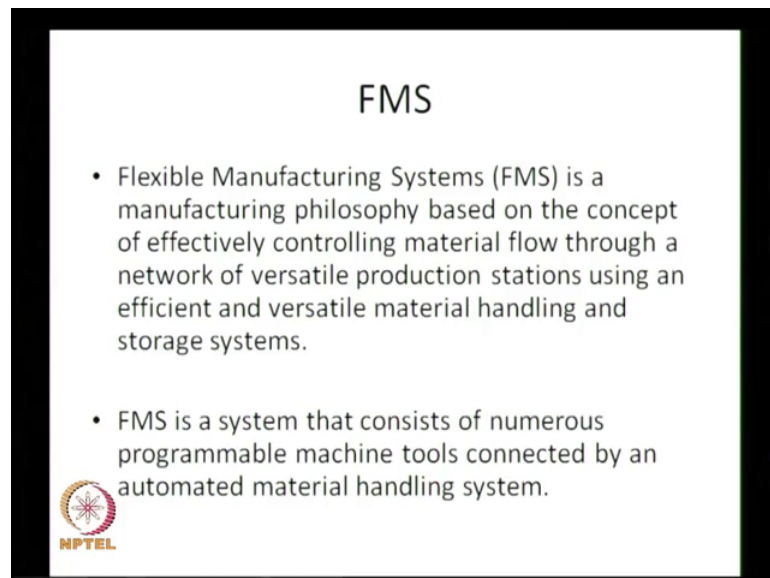 FMS
• Flexible Manufacturing Systems (FMS) is a
manufacturing philosophy based on the concept
of effectively controlling material flow through a
network of versatile production stations using an
efficient and versatile material handling and
storage systems.
• FMS is a system that consists of numerous
programmable machine tools connected by an
automated material handling system.
NPTEL